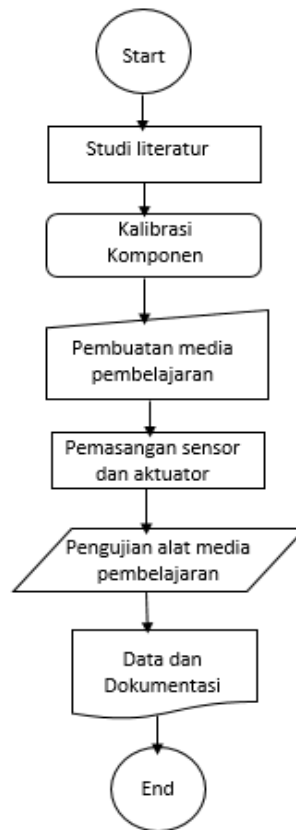 Start
Studi literatur
Kalibrasi
Komponen
Pembuatan media
pembelajaran
Pemasangan sensor
dan aktuator
Pengujian alat media
pembelajaran
Data dan
Dokumentasi
End